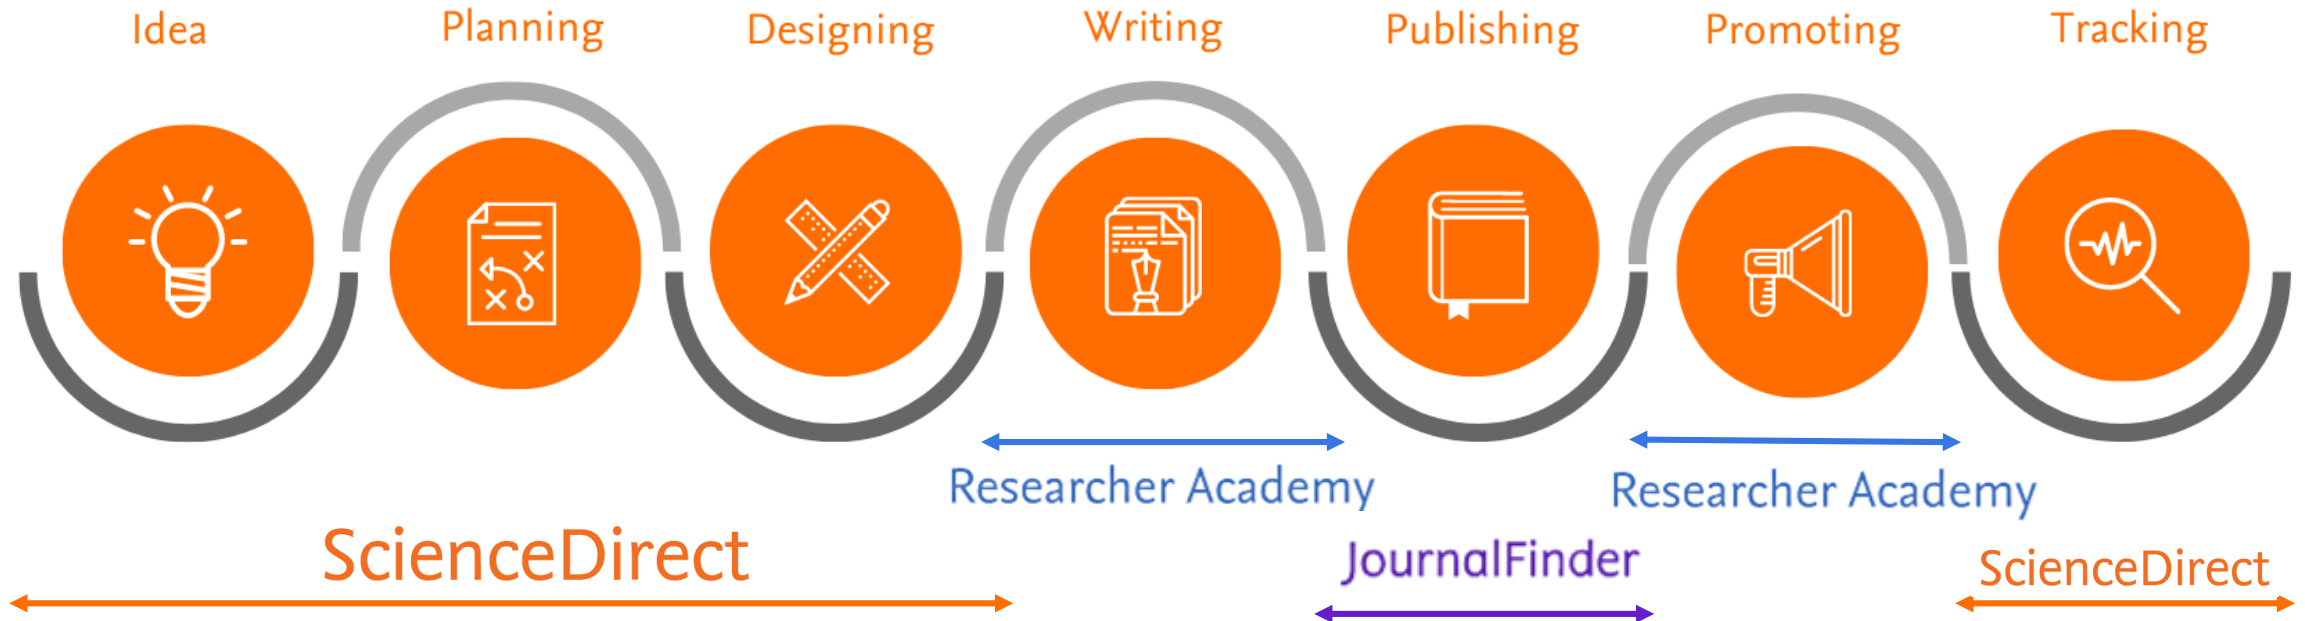 Idea
Planning
Designing
Writing
Publishing
Promoting
Tracking
Researcher Academy
Researcher Academy
ScienceDirect
JournalFinder
ScienceDirect